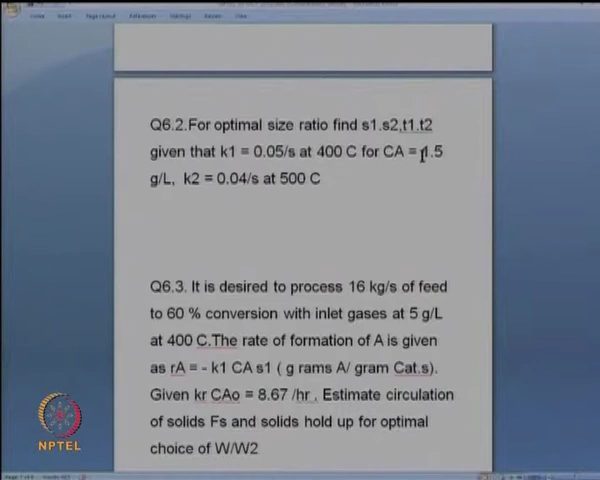 Q6.2.For optimal size ratio find s1.s2,t1.t2
given that k1 = 0.05/s at 400 C for CA = 1.5
g/L, k2 = 0.04/s at 500 C
Q6.3. It is desired to process 16 kg/s of feed
to 60 % conversion with inlet gases at 5 g/L
at 400 C.The rate of formation of A is given
as rA = - k1 CA s1 ( g rams A/ gram Cat.s).
Given kr CAo = 8.67 /hr . Estimate circulation
of solids Fs and solids hold up for optimal
choice of W/W2
NPTEL